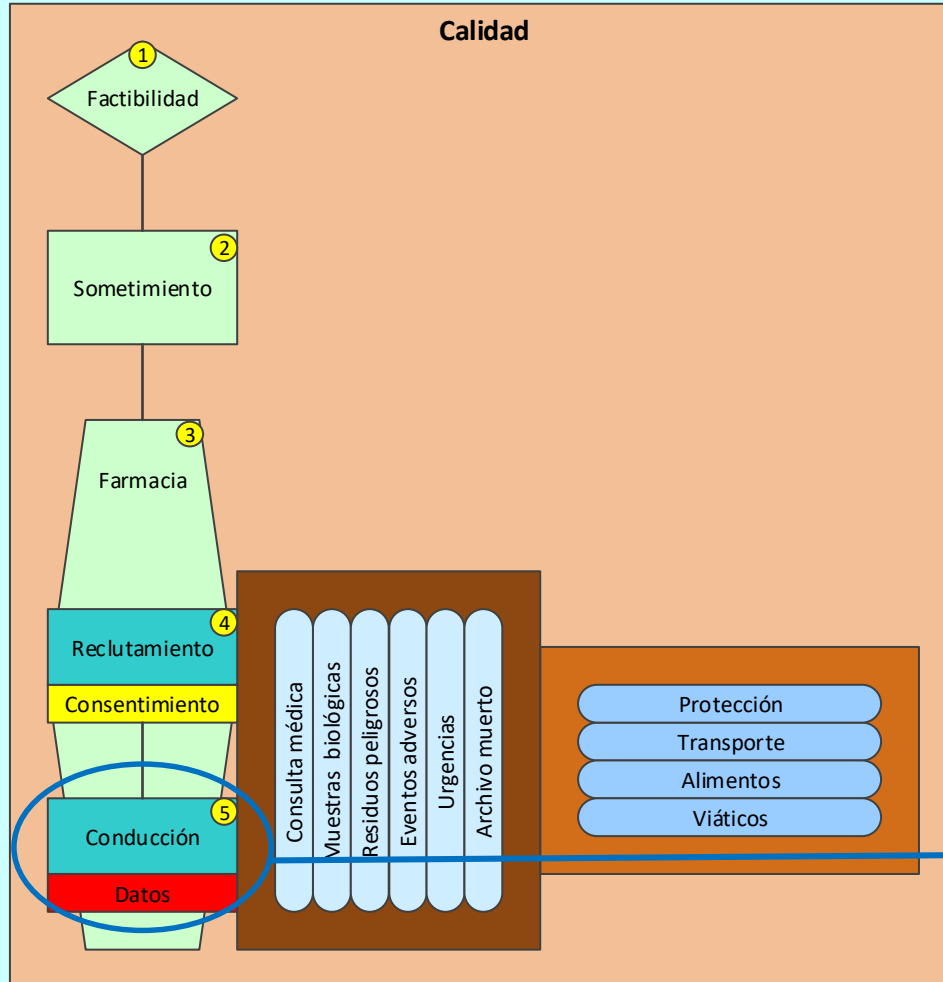 Calidad
1
Factibilidad
2
Sometimiento
3
Farmacia
4
Reclutamiento
Consentimiento
5
Conducción
Datos
Consulta médica
Muestras biológicas
Residuos peligrosos
Eventos adversos
Urgencias
Archivo muerto
Protección
Transporte
Alimentos
Viáticos